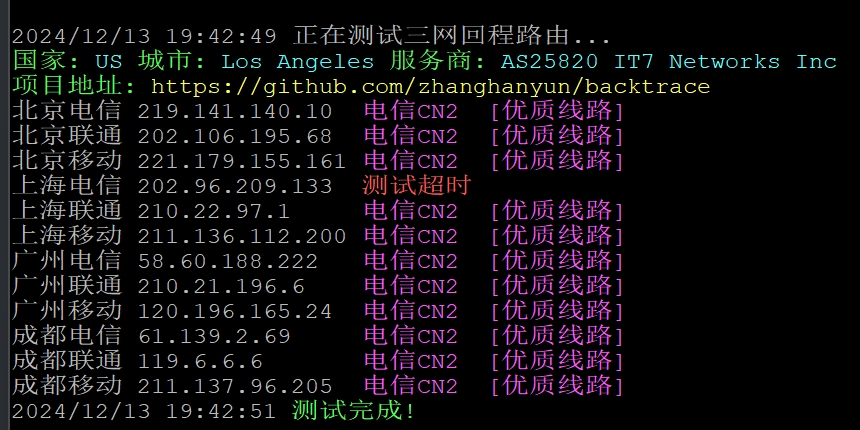 2024/12/13 19:42:49 正在测试三网回程路由...
国家: US 城市: Los Angeles 服务商: AS25820 IT7 Networks Inc
项目地址: https://github.com/zhanghanyun/backtrace
北京电信 219.141.140.10 电信CN2 [优质线路]
北京联通 202.106.195.68 电信CN2 [优质线路]
北京移动 221.179.155.161 电信CN2 [优质线路]
上海电信 202.96.209.133 测试超时
上海联通 210.22.97.1 电信CN2 [优质线路]
上海移动 211.136.112.200 电信CN2 [优质线路]
广州电信 58.60.188.222 电信CN2 [优质线路]
广州联通 210.21.196.6 电信CN2 [优质线路]
广州移动 120.196.165.24 电信CN2 [优质线路]
成都电信 61.139.2.69 电信CN2 [优质线路]
成都联通 119.6.6.6 电信CN2 [优质线路]
成都移动 211.137.96.205 电信CN2 [优质线路]
2024/12/13 19:42:51 测试完成!